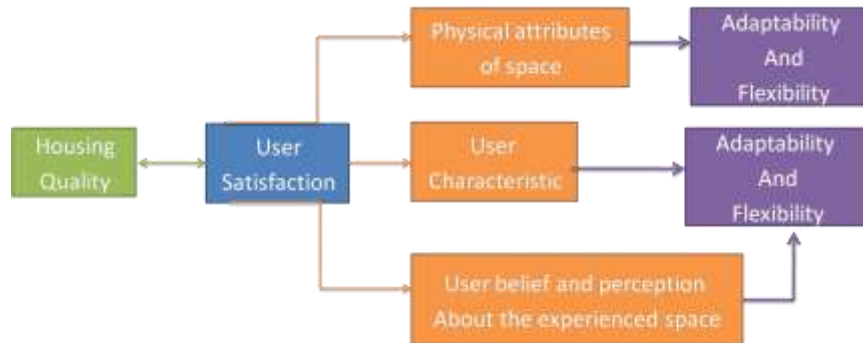 Physical attributes
of space
Adaptability
And
Flexibility
Housing
Quality
User
Satisfaction
User
Characteristic
Adaptability
And
Flexibility
User belief and perception
About the experienced space